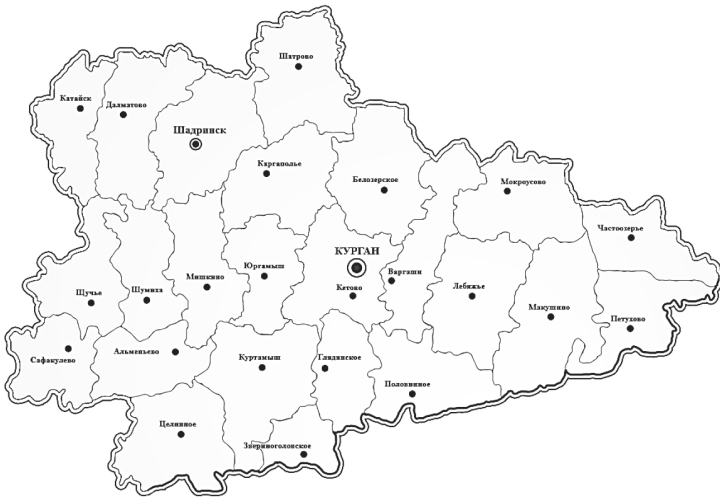 Шатрово
Катайск
Далматово
Шадринск
Каргаполье
Белозерское
Мокроусово
Частоозерье
КУРГАН
Юргамыш
Варгаши
Мишкино
Кетово
Лебяжье
Щучье
Шумиха
Макушино
Петухово
Сафакулево
Альменьево
Куртамыш
Глядянское
Половинное
Целинное
Звериноголовское